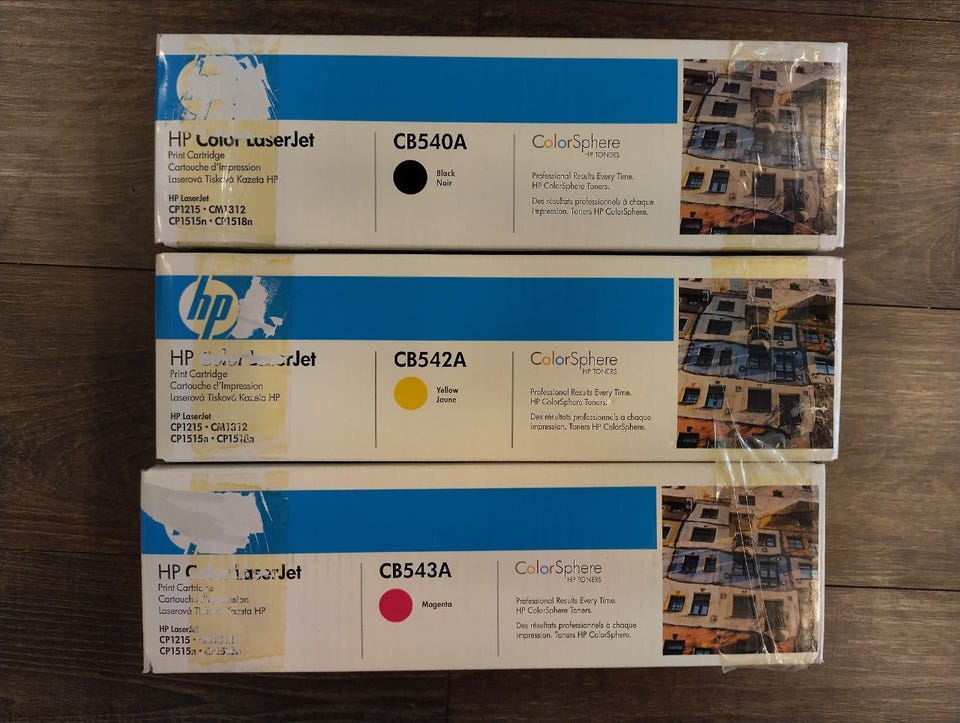 HP Color LaserJet
Print Cartridge
Cartouche d'Impression
Laserová Tisková Kazeta HP
HP LaserJet
CP1215 • CM1312
CP1515n • CP1518n
CB540A
Black
Noir
ColorSphere
HP TONERS
Professional Results Every Time.
HP ColorSphere Toners.
Des résultats professionnels à chaque
impression. Toners HP ColorSphere.
hp
HP Color LaserJet
Print Cartridge
Cartouche d'Impression
Laserová Tisková Kazeta HP
HP LaserJet
CP1215 • CM1312
CP1515n • CP1518n
CB542A
Yellow
Jaune
ColorSphere
HP TONERS
Professional Results Every Time.
HP ColorSphere Toners.
Des résultats professionnels à chaque
impression. Toners HP ColorSphere.
HP Color LaserJet
Print Cartridge
Laserová Kazeta HP
HP LaserJet
CP1215 •
CP1515n •
CB543A
Magenta
ColorSphere
HP TONERS
Professional Results Every Time.
HP ColorSphere Toners.
Des résultats professionnels à chaque
impression. Toners HP ColorSphere.